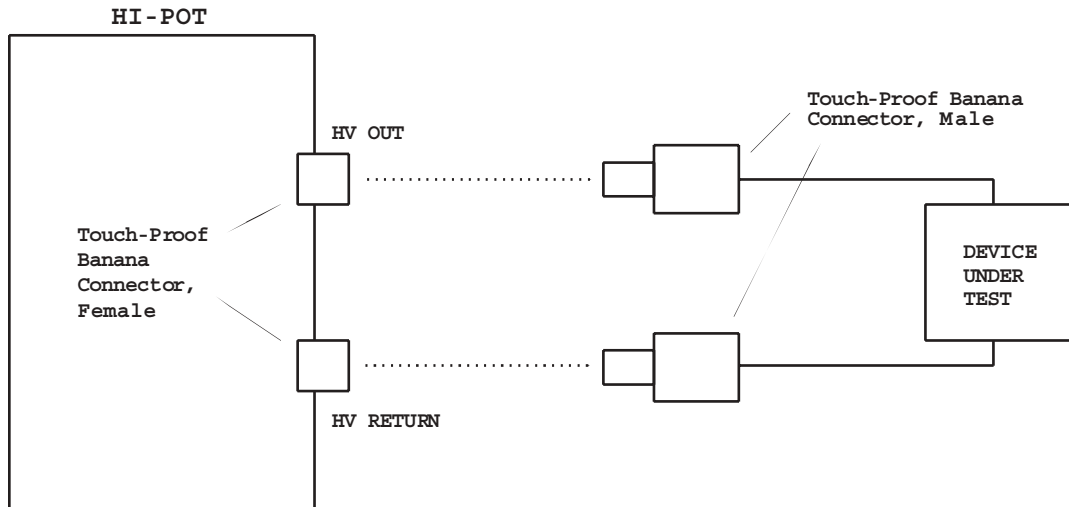 HI-POT
HV OUT
Touch-Proof Banana
Connector, Male
Touch-Proof
Banana
Connector,
Female
DEVICE
UNDER
TEST
HV RETURN